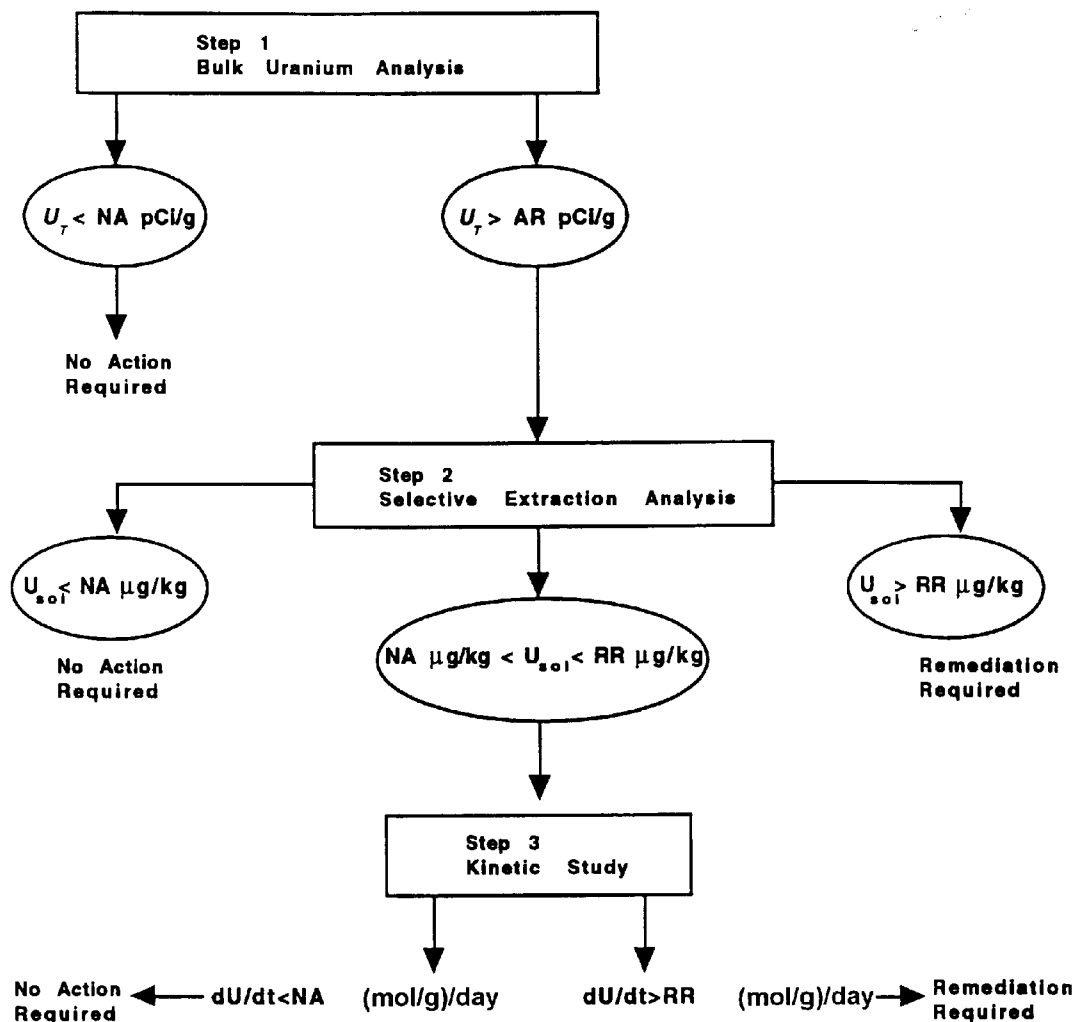 Step 1
Bulk Uranium Analysis
U_T < NA pCi/g
U_T > AR pCi/g
No Action
Required
Step 2
Selective Extraction Analysis
U_sol < NA µg/kg
U_sol > RR µg/kg
NA µg/kg < U_sol < RR µg/kg
No Action
Required
Remediation
Required
Step 3
Kinetic Study
No Action
Required
dU/dt<NA (mol/g)/day
dU/dt>RR (mol/g)/day
Remediation
Required